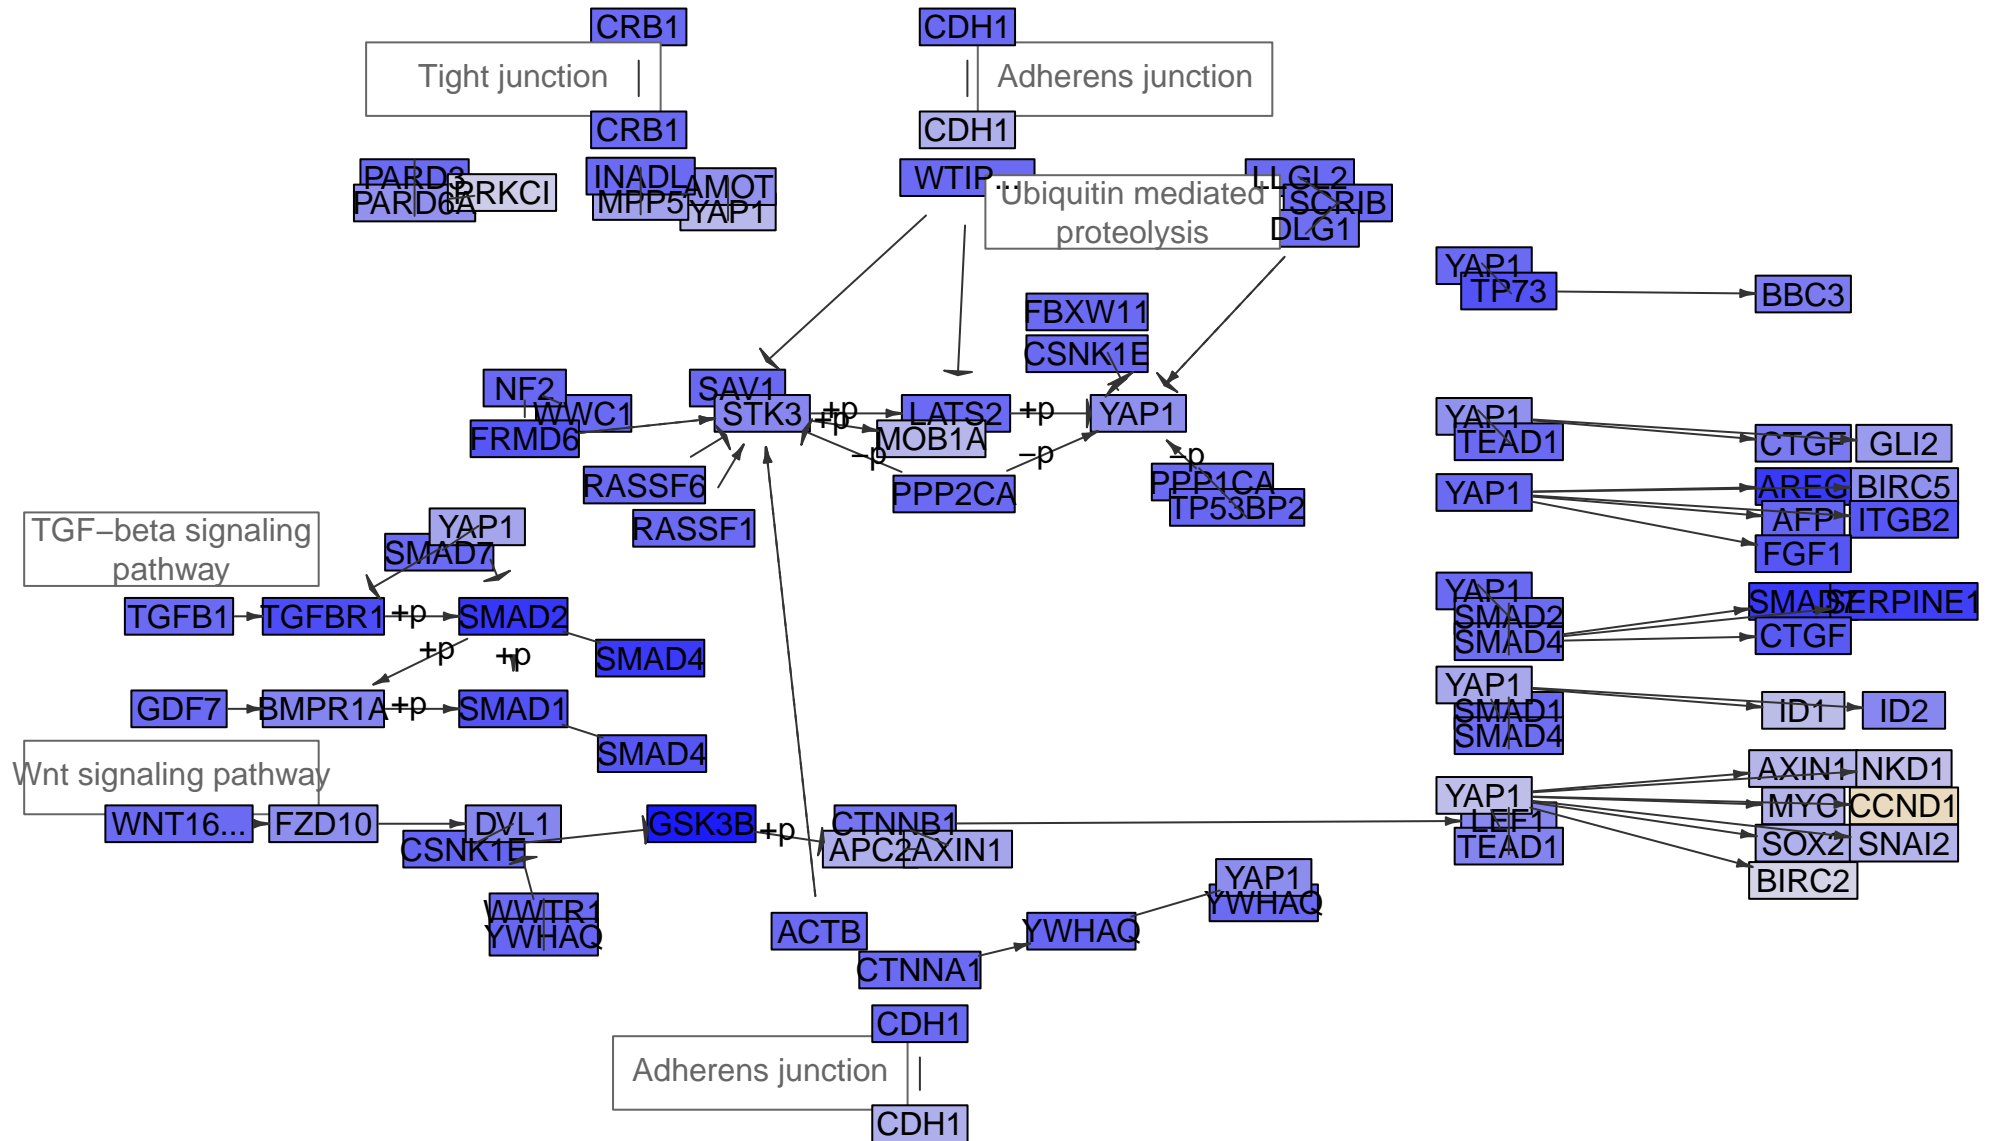 CRB1
CDH1
Tight junction
Adherens junction
CRB1
CDH1
PARD3
PRKCI
PARD6A
INADL
AMOT
MPP5
YAP1
WTIP...
LLGL2
Ubiquitin mediated
proteolysis
SCRIB
DLG1
YAP1
TP73
BBC3
FBXW11
CSNK1E
NF2
WWC1
FRMD6
SAV1
STK3
+p
+p
LATS2
MOB1A
+p
YAP1
−p
−p
−p
YAP1
TEAD1
CTGF
GLI2
RASSF6
RASSF1
PPP2CA
PPP1CA
TP53BP2
YAP1
AREG
BIRC5
AFP
ITGB2
FGF1
TGF−beta signaling
pathway
YAP1
SMAD7
TGFB1
TGFBR1
+p
SMAD2
+p
+p
SMAD4
YAP1
SMAD2
SMAD4
SMAD7
SERPINE1
CTGF
GDF7
BMPR1A
+p
SMAD1
SMAD4
YAP1
SMAD1
SMAD4
ID1
ID2
Wnt signaling pathway
WNT16...
FZD10
DVL1
CSNK1E
GSK3B
+p
CTNNB1
APC2
AXIN1
YAP1
LEF1
TEAD1
AXIN1
NKD1
MYC
CCND1
SOX2
SNAI2
BIRC2
WWTR1
YWHAQ
ACTB
CTNNA1
YWHAQ
YAP1
YWHAQ
CDH1
Adherens junction
CDH1